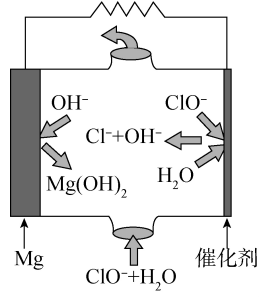 OH⁻
ClO⁻
Cl⁻+OH⁻
Mg(OH)₂
H₂O
Mg
催化剂
ClO⁻+H₂O